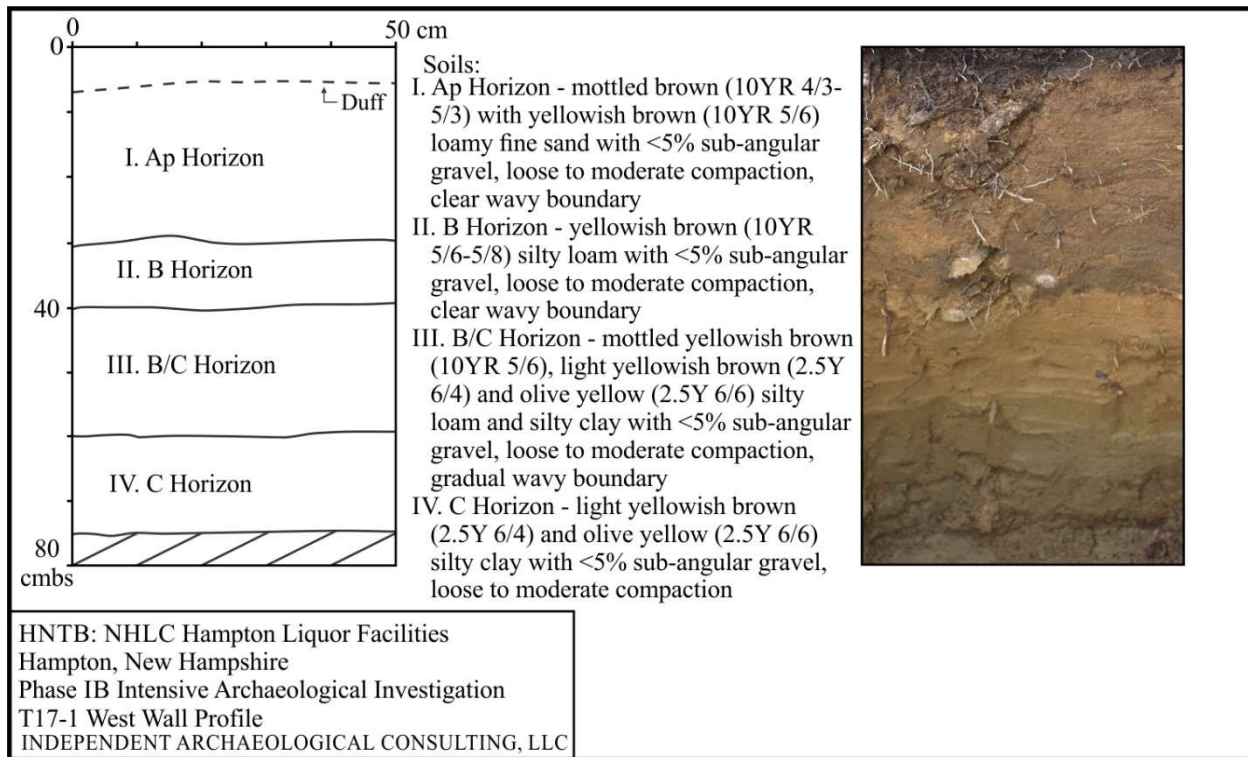 0
50 cm
0
Duff
I. Ap Horizon
II. B Horizon
40
III. B/C Horizon
IV. C Horizon
80
cmbs
Soils:
I. Ap Horizon - mottled brown (10YR 4/3-
5/3) with yellowish brown (10YR 5/6)
loamy fine sand with <5% sub-angular
gravel, loose to moderate compaction,
clear wavy boundary
II. B Horizon - yellowish brown (10YR
5/6-5/8) silty loam with <5% sub-angular
gravel, loose to moderate compaction,
clear wavy boundary
III. B/C Horizon - mottled yellowish brown
(10YR 5/6), light yellowish brown (2.5Y
6/4) and olive yellow (2.5Y 6/6) silty
loam and silty clay with <5% sub-angular
gravel, loose to moderate compaction,
gradual wavy boundary
IV. C Horizon - light yellowish brown
(2.5Y 6/4) and olive yellow (2.5Y 6/6)
silty clay with <5% sub-angular gravel,
loose to moderate compaction
HNTB: NHLC Hampton Liquor Facilities
Hampton, New Hampshire
Phase IB Intensive Archaeological Investigation
T17-1 West Wall Profile
INDEPENDENT ARCHAEOLOGICAL CONSULTING, LLC